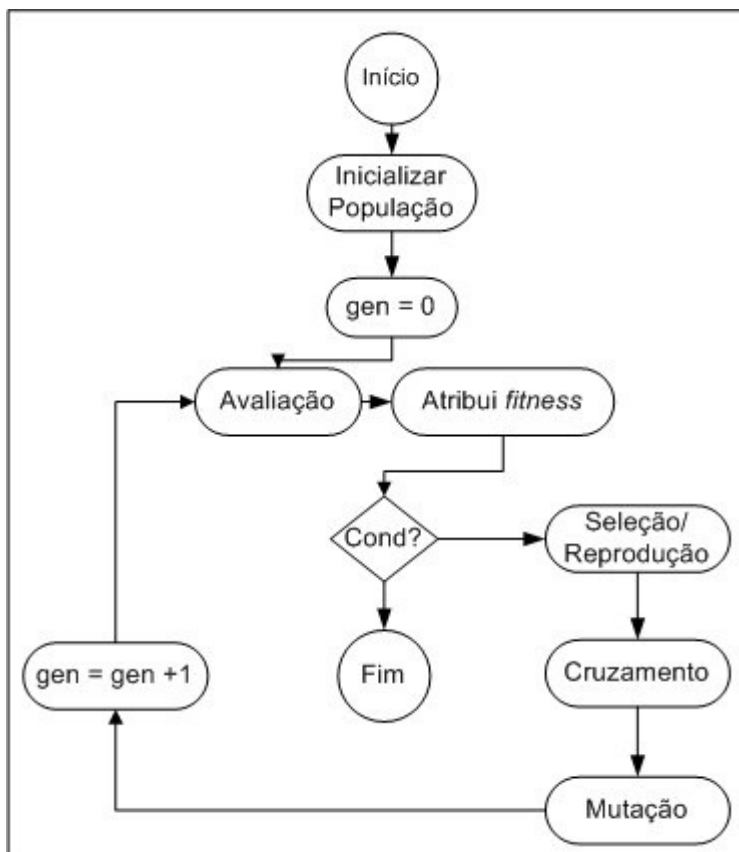 Início
Inicializar
População
gen = 0
Avaliação
Atribui fitness
Cond?
Seleção/
Reprodução
Fim
gen = gen +1
Cruzamento
Mutação